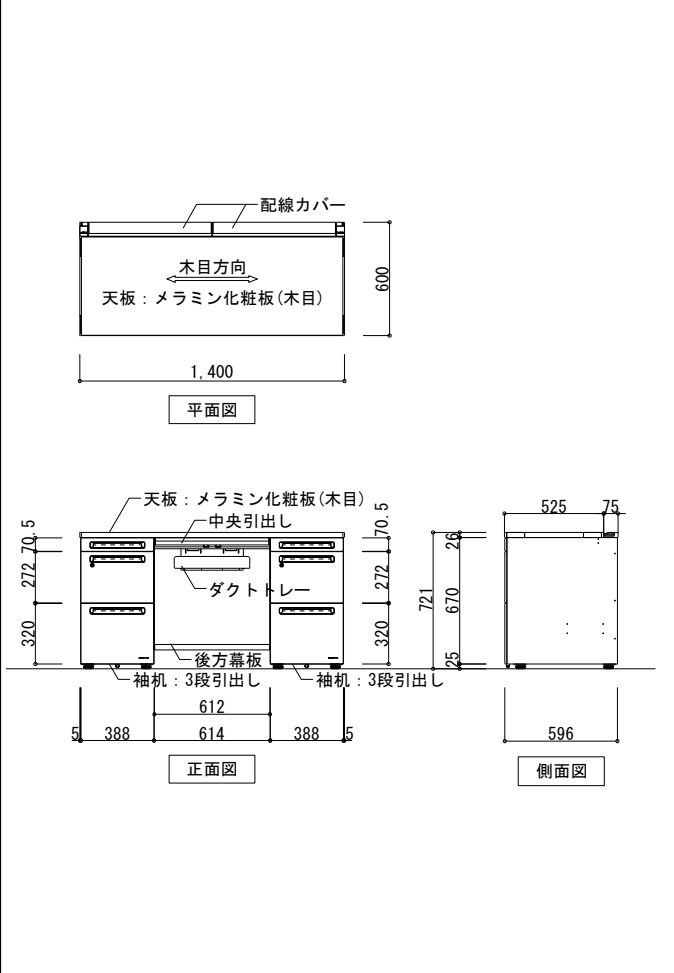 配線カバー
木目方向
天板：メラミン化粧板(木目)
600
1,400
平面図
天板：メラミン化粧板(木目)
中央引出し
70.5
70.5
272
272
320
320
ダクトトレー
後方幕板
袖机：3段引出し
袖机：3段引出し
612
5
388
614
388
5
正面図
525
75
26
721
670
25
596
側面図